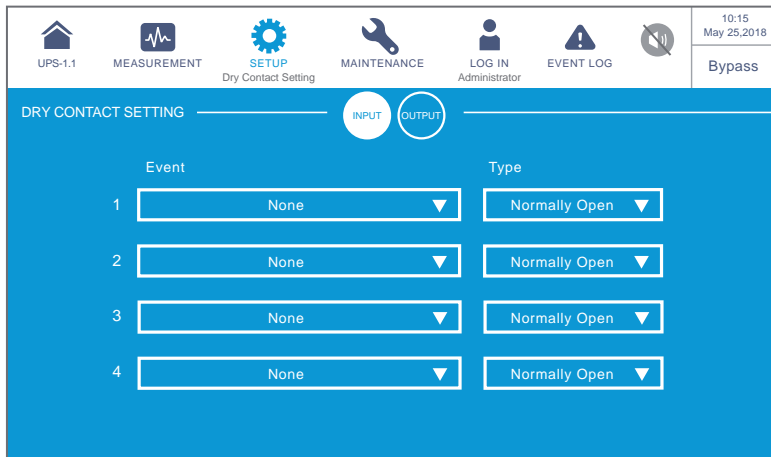 10:15
May 25,2018
UPS-1.1
MEASUREMENT
SETUP
MAINTENANCE
LOG IN
EVENT LOG
Dry Contact Setting
Administrator
Bypass
DRY CONTACT SETTING
INPUT
OUTPUT
Event
Type
1
None
Normally Open
2
None
Normally Open
3
None
Normally Open
4
None
Normally Open